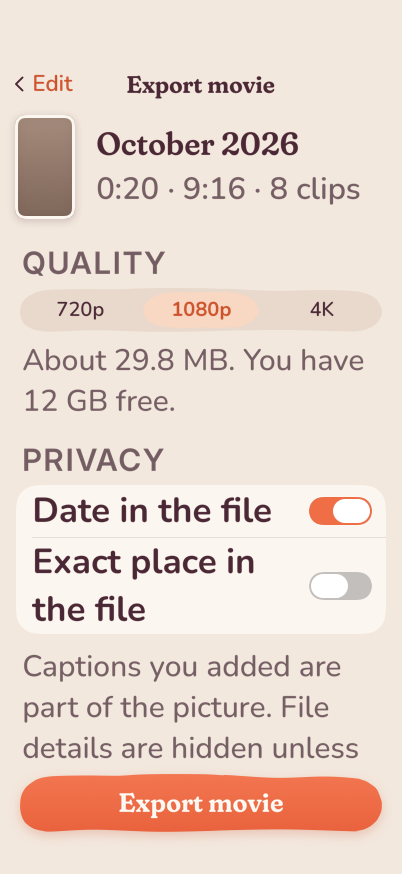 Edit
Export movie
October 2026
0:20 · 9:16 · 8 clips
QUALITY
720p
1080p
4K
About 29.8 MB. You have
12 GB free.
PRIVACY
Date in the file
Exact place in
the file
Captions you added are
part of the picture. File
details are hidden unless
Export movie